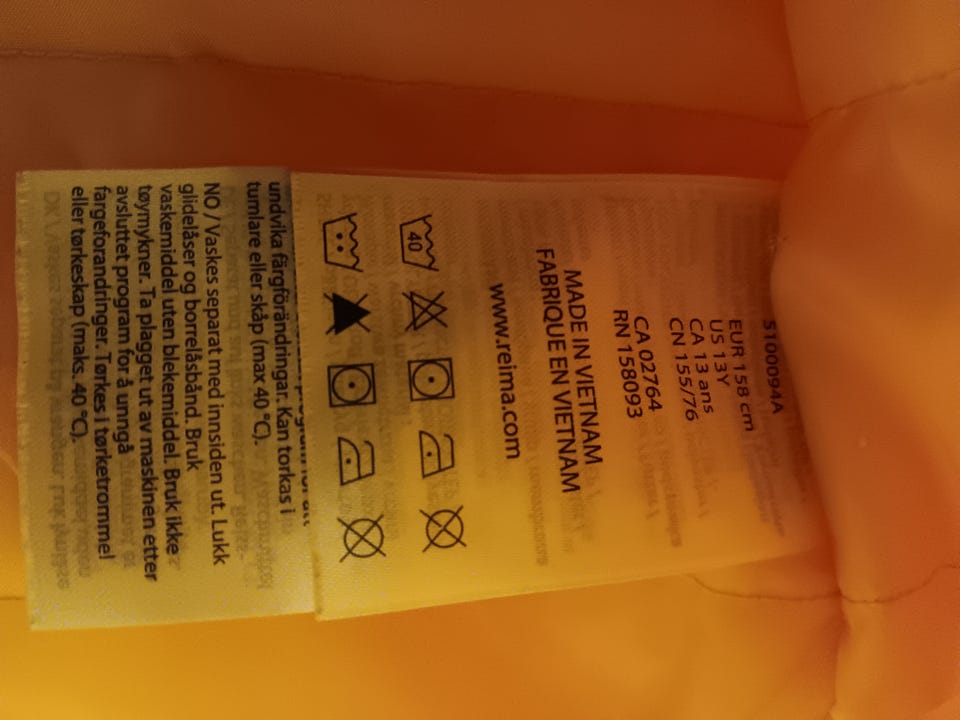 5100094A
EUR 158 cm
US 13Y
CA 13 ans
CN 155/76
CA 02764
RN 158093
MADE IN VIETNAM
FABRIQUE EN VIETNAM
www.reima.com
40
undvika färgförändringar. Kan torkas i
tumlare eller skåp (max 40 °C).
NO / Vaskes separat med innsiden ut. Lukk
glidelåser og borrelåsbånd. Bruk
vaskemiddel uten blekemiddel. Bruk ikke
tøymykner. Ta plagget ut av maskinen etter
avsluttet program for å unngå
fargeforandringer. Tørkes i tørketrommel
eller tørkeskap (maks. 40 °C).